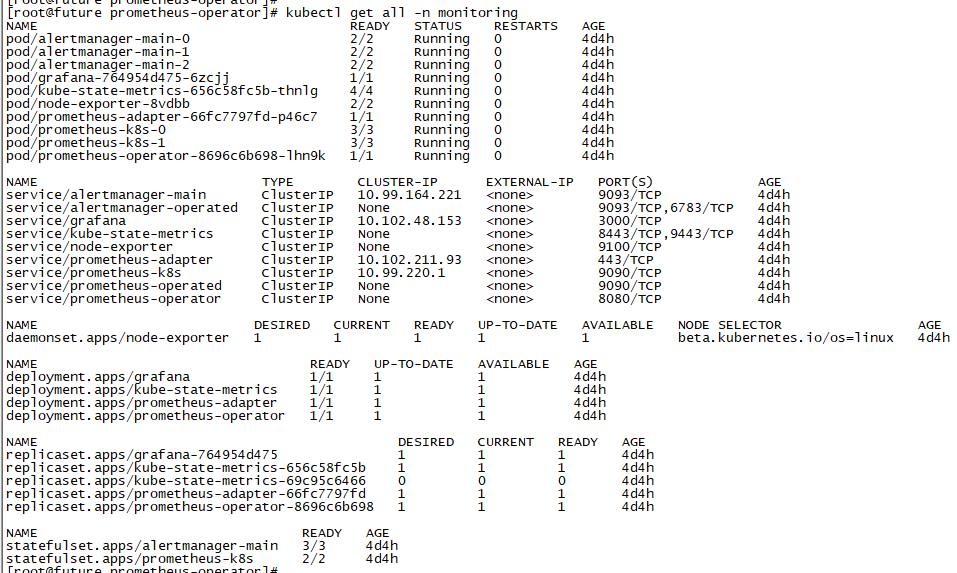 [root@future prometheus-operator]#
[root@future prometheus-operator]# kubectl get all -n monitoring
NAME READY STATUS RESTARTS AGE
pod/alertmanager-main-0 2/2 Running 0 4d4h
pod/alertmanager-main-1 2/2 Running 0 4d4h
pod/alertmanager-main-2 2/2 Running 0 4d4h
pod/grafana-764954d475-6zcjj 1/1 Running 0 4d4h
pod/kube-state-metrics-656c58fc5b-thnlg 4/4 Running 0 4d4h
pod/node-exporter-8vdbb 2/2 Running 0 4d4h
pod/prometheus-adapter-66fc7797fd-p46c7 1/1 Running 0 4d4h
pod/prometheus-k8s-0 3/3 Running 0 4d4h
pod/prometheus-k8s-1 3/3 Running 0 4d4h
pod/prometheus-operator-8696c6b698-lhn9k 1/1 Running 0 4d4h
NAME TYPE CLUSTER-IP EXTERNAL-IP PORT(S) AGE
service/alertmanager-main ClusterIP 10.99.164.221 <none> 9093/TCP 4d4h
service/alertmanager-operated ClusterIP None <none> 9093/TCP,6783/TCP 4d4h
service/grafana ClusterIP 10.102.48.153 <none> 3000/TCP 4d4h
service/kube-state-metrics ClusterIP None <none> 8443/TCP,9443/TCP 4d4h
service/node-exporter ClusterIP None <none> 9100/TCP 4d4h
service/prometheus-adapter ClusterIP 10.102.211.93 <none> 443/TCP 4d4h
service/prometheus-k8s ClusterIP 10.99.220.1 <none> 9090/TCP 4d4h
service/prometheus-operated ClusterIP None <none> 9090/TCP 4d4h
service/prometheus-operator ClusterIP None <none> 8080/TCP 4d4h
NAME DESIRED CURRENT READY UP-TO-DATE AVAILABLE NODE SELECTOR AGE
daemonset.apps/node-exporter 1 1 1 1 1 beta.kubernetes.io/os=linux 4d4h
NAME READY UP-TO-DATE AVAILABLE AGE
deployment.apps/grafana 1/1 1 1 4d4h
deployment.apps/kube-state-metrics 1/1 1 1 4d4h
deployment.apps/prometheus-adapter 1/1 1 1 4d4h
deployment.apps/prometheus-operator 1/1 1 1 4d4h
NAME DESIRED CURRENT READY AGE
replicaset.apps/grafana-764954d475 1 1 1 4d4h
replicaset.apps/kube-state-metrics-656c58fc5b 1 1 1 4d4h
replicaset.apps/kube-state-metrics-69c95c6466 0 0 0 4d4h
replicaset.apps/prometheus-adapter-66fc7797fd 1 1 1 4d4h
replicaset.apps/prometheus-operator-8696c6b698 1 1 1 4d4h
NAME READY AGE
statefulset.apps/alertmanager-main 3/3 4d4h
statefulset.apps/prometheus-k8s 2/2 4d4h
[root@future prometheus-operator]#